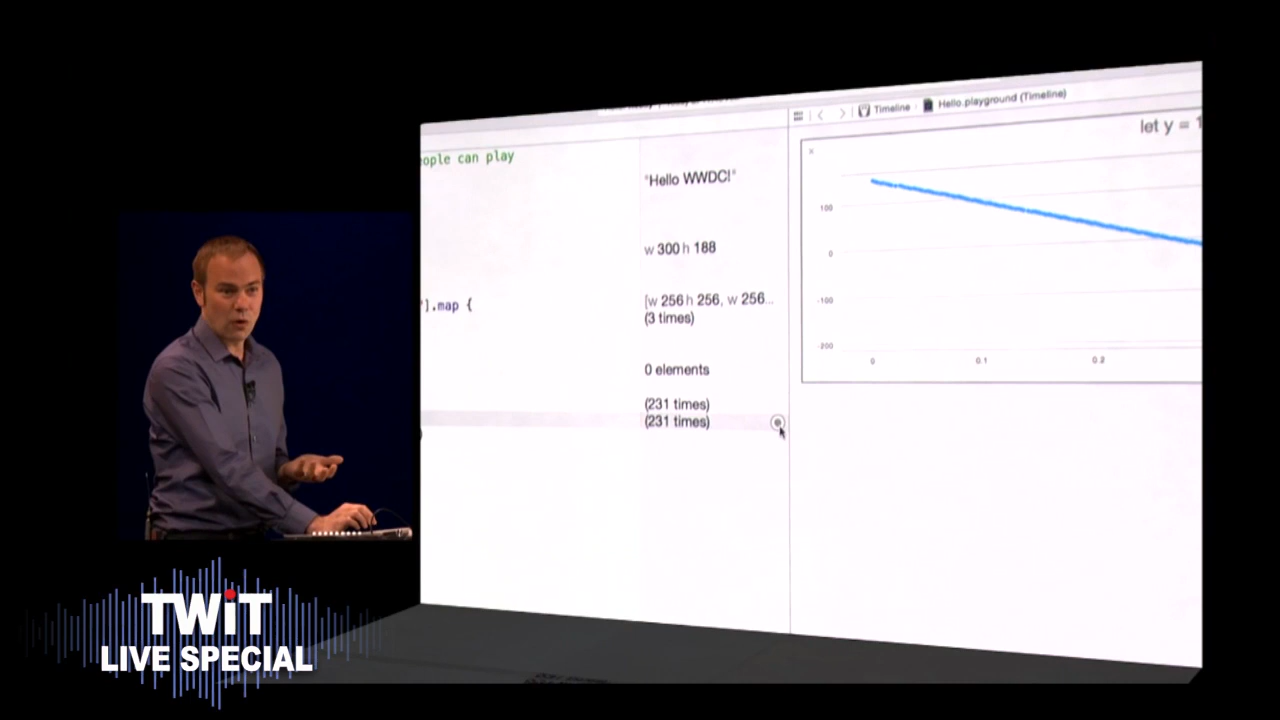 Timeline
Hello.playground (Timeline)
let y = 1
ople can play
"Hello WWDC!"
w 300 h 188
"].map {
[w 256 h 256, w 256...
(3 times)
0 elements
(231 times)
(231 times)
100
0
-100
-200
0
0.1
0.2
TWiT
LIVE SPECIAL